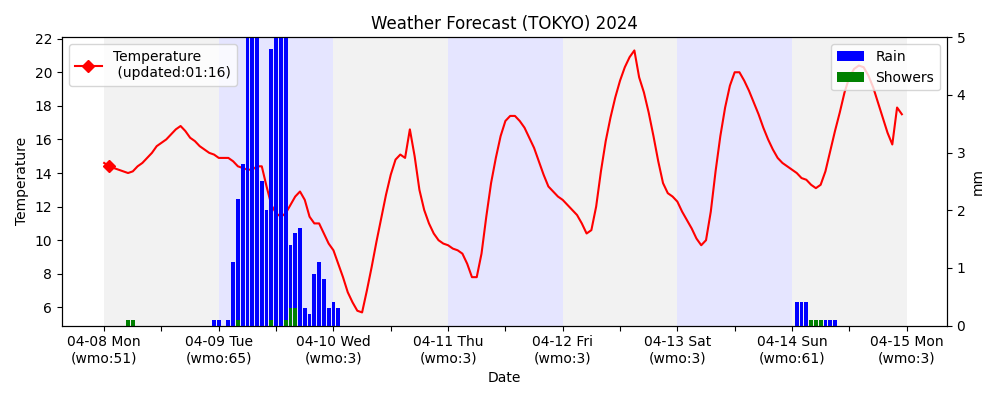 Weather Forecast (TOKYO) 2024
Temperature
(updated:01:16)
Rain
Showers
Temperature
22
20
18
16
14
12
10
8
6
5
4
3
2
1
0
mm
04-08 Mon 04-09 Tue 04-10 Wed 04-11 Thu 04-12 Fri 04-13 Sat 04-14 Sun 04-15 Mon
(wmo:51) (wmo:65) (wmo:3) (wmo:3) (wmo:3) (wmo:3) (wmo:61) (wmo:3)
Date